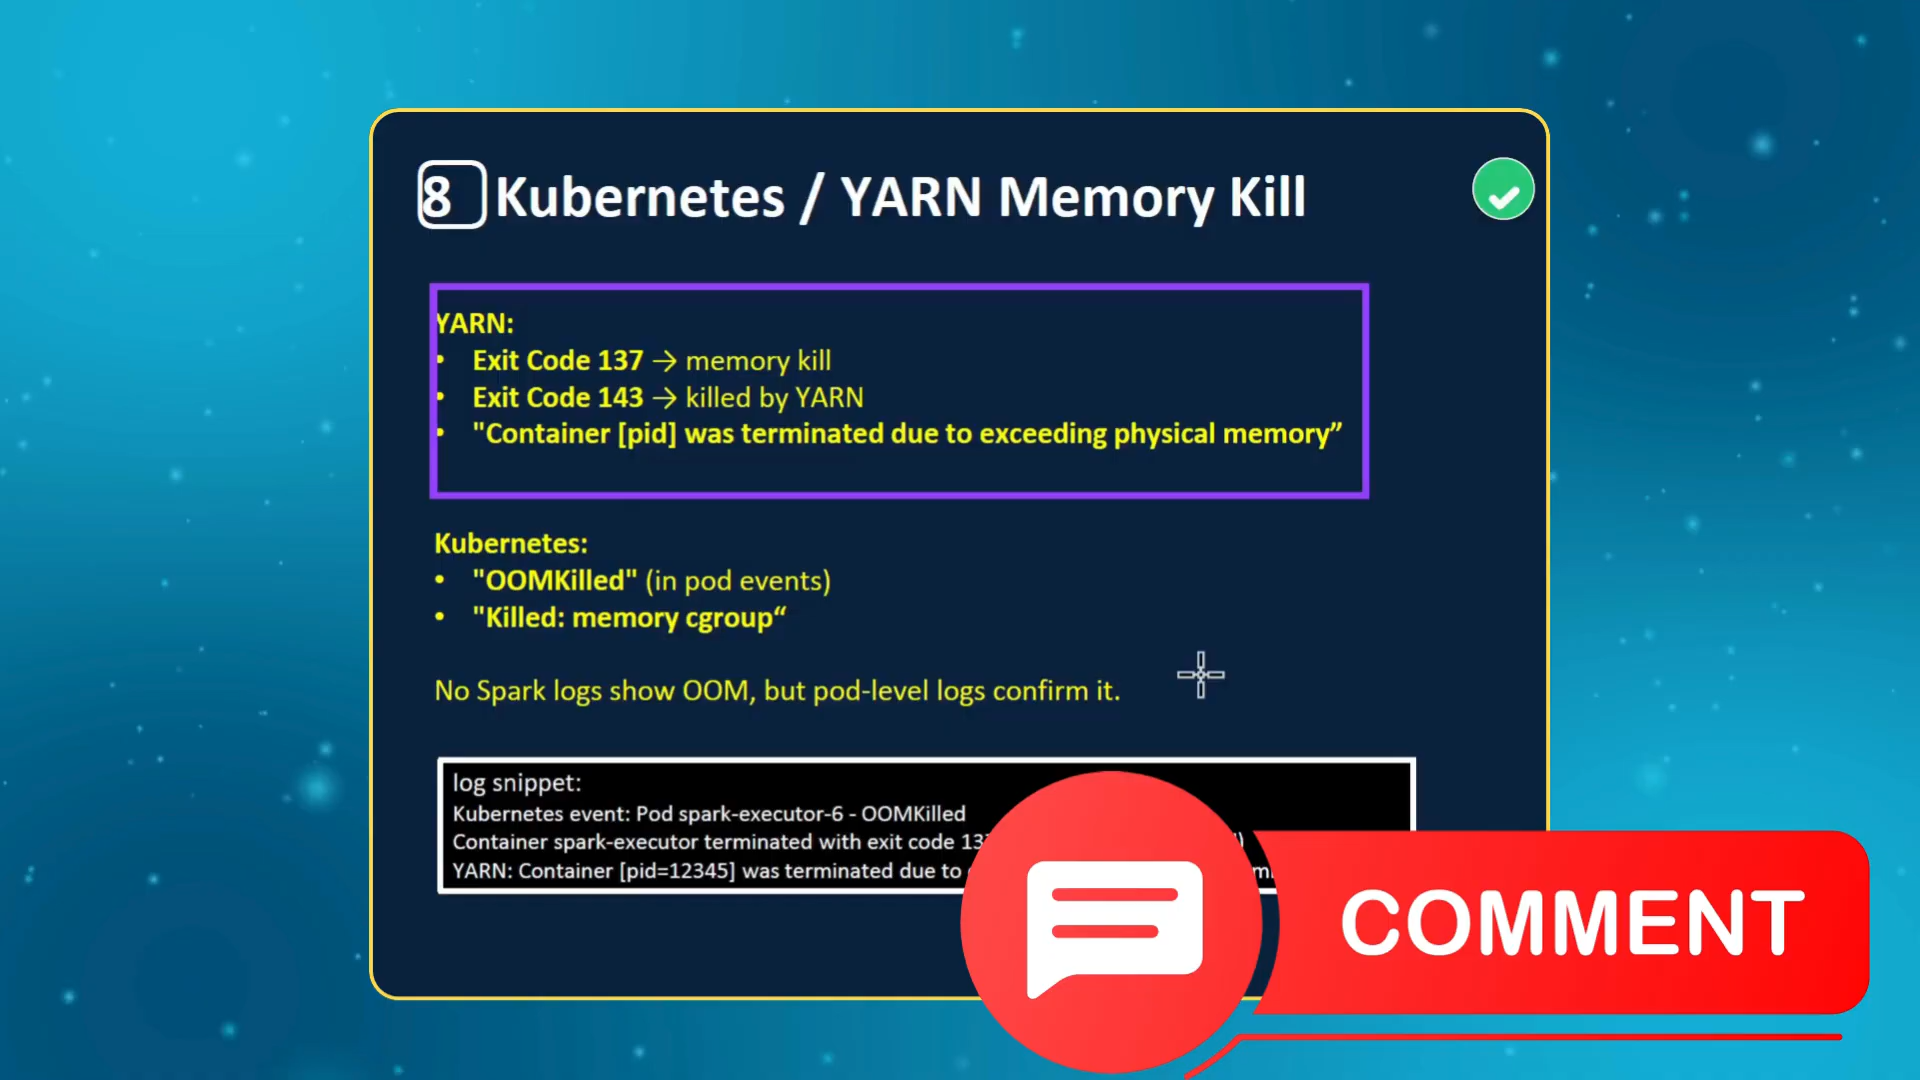 8 Kubernetes / YARN Memory Kill
YARN:
• Exit Code 137 → memory kill
• Exit Code 143 → killed by YARN
• "Container [pid] was terminated due to exceeding physical memory”
Kubernetes:
• "OOMKilled" (in pod events)
• "Killed: memory cgroup“
No Spark logs show OOM, but pod-level logs confirm it.
log snippet:
Kubernetes event: Pod spark-executor-6 - OOMKilled
Container spark-executor terminated with exit code
YARN: Container [pid=12345] was terminated due to
COMMENT